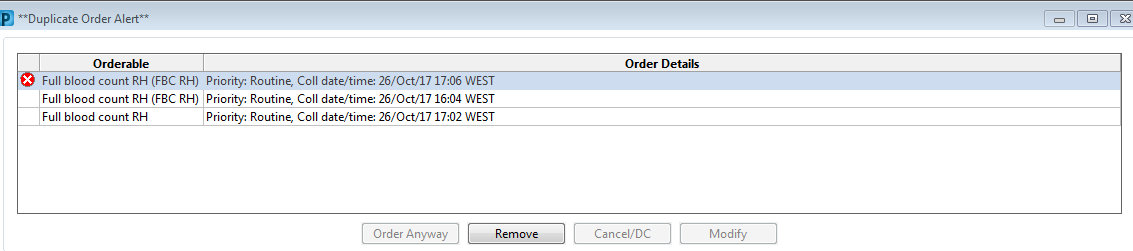 P **Duplicate Order Alert**
Orderable Order Details
Full blood count RH (FBC RH) Priority: Routine, Coll date/time: 26/Oct/17 17:06 WEST
Full blood count RH (FBC RH) Priority: Routine, Coll date/time: 26/Oct/17 16:04 WEST
Full blood count RH Priority: Routine, Coll date/time: 26/Oct/17 17:02 WEST
Order Anyway Remove Cancel/DC Modify